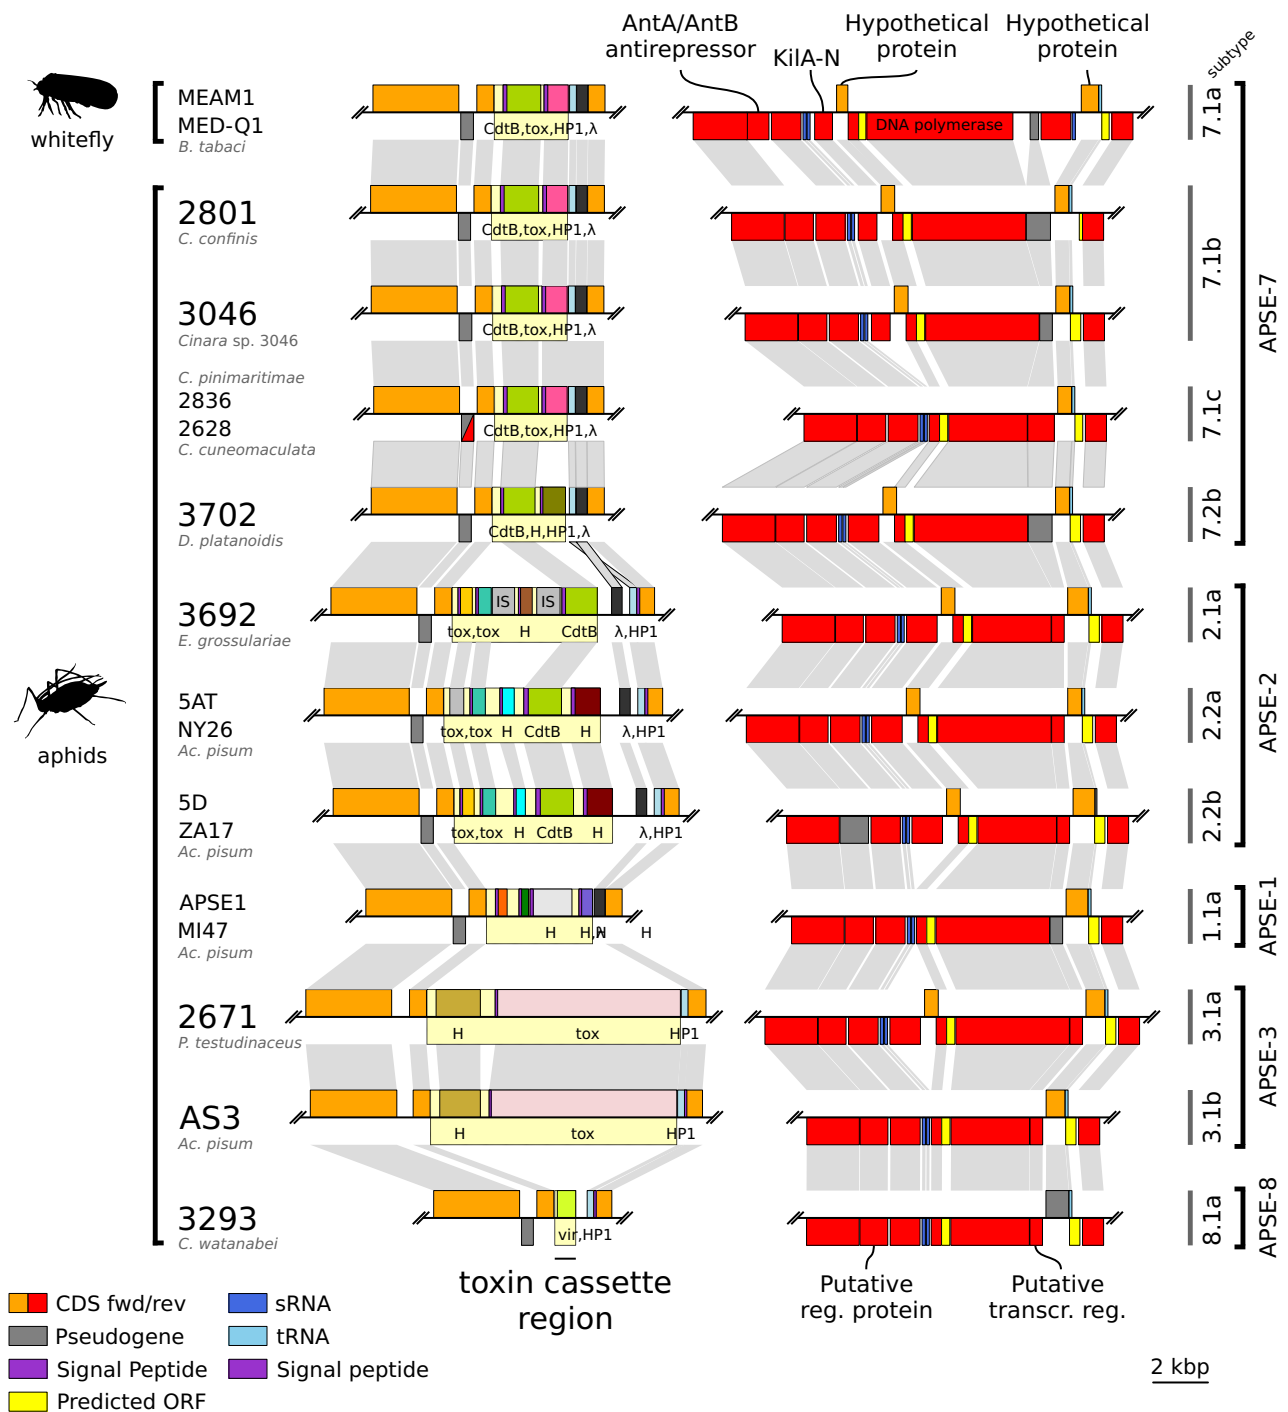 AntA/AntB
antirepressor
KilA-N
Hypothetical
protein
Hypothetical
protein
subtype
whitefly
MEAM1
MED-Q1
B. tabaci
CdtB,tox,HP1,λ
DNA polymerase
7.1a
2801
C. confinis
CdtB,tox,HP1,λ
7.1b
3046
Cinara sp. 3046
CdtB,tox,HP1,λ
APSE-7
C. pinimaritimae
2836
2628
C. cuneomaculata
CdtB,tox,HP1,λ
7.1c
3702
D. platanoidis
CdtB,H,HP1,λ
7.2b
3692
E. grossulariae
IS
IS
tox,tox H CdtB λ,HP1
2.1a
aphids
5AT
NY26
Ac. pisum
tox,tox H CdtB H λ,HP1
2.2a
APSE-2
5D
ZA17
Ac. pisum
tox,tox H CdtB H λ,HP1
2.2b
APSE1
MI47
Ac. pisum
H H,λ H
1.1a
APSE-1
2671
P. testudinaceus
H tox HP1
3.1a
APSE-3
AS3
Ac. pisum
H tox HP1
3.1b
3293
C. watanabei
vir,HP1
8.1a
APSE-8
toxin cassette
region
Putative
reg. protein
Putative
transcr. reg.
CDS fwd/rev
sRNA
Pseudogene
tRNA
Signal Peptide
Signal peptide
Predicted ORF
2 kbp